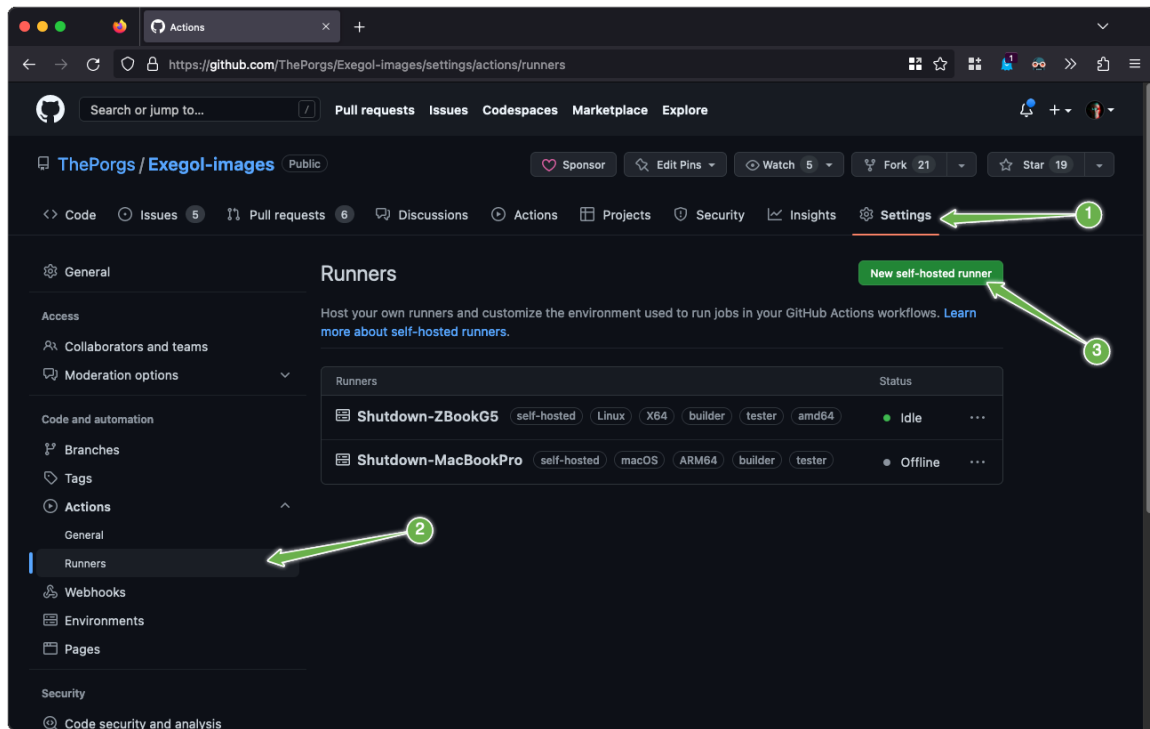 Actions
https://github.com/ThePorgs/Exegol-images/settings/actions/runners
1
Search or jump to... /
Pull requests Issues Codespaces Marketplace Explore
ThePorgs / Exegol-images Public
Sponsor Edit Pins Watch 5 Fork 21 Star 19
Code Issues 5 Pull requests 6 Discussions Actions Projects Security Insights Settings
1
General
Access
Collaborators and teams
Moderation options
Code and automation
Branches
Tags
Actions
General
Runners
2
Webhooks
Environments
Pages
Security
Code security and analysis
Runners
New self-hosted runner
3
Host your own runners and customize the environment used to run jobs in your GitHub Actions workflows. Learn
more about self-hosted runners.
Runners Status
Shutdown-ZBookG5 self-hosted Linux X64 builder tester amd64 Idle
Shutdown-MacBookPro self-hosted macOS ARM64 builder tester Offline